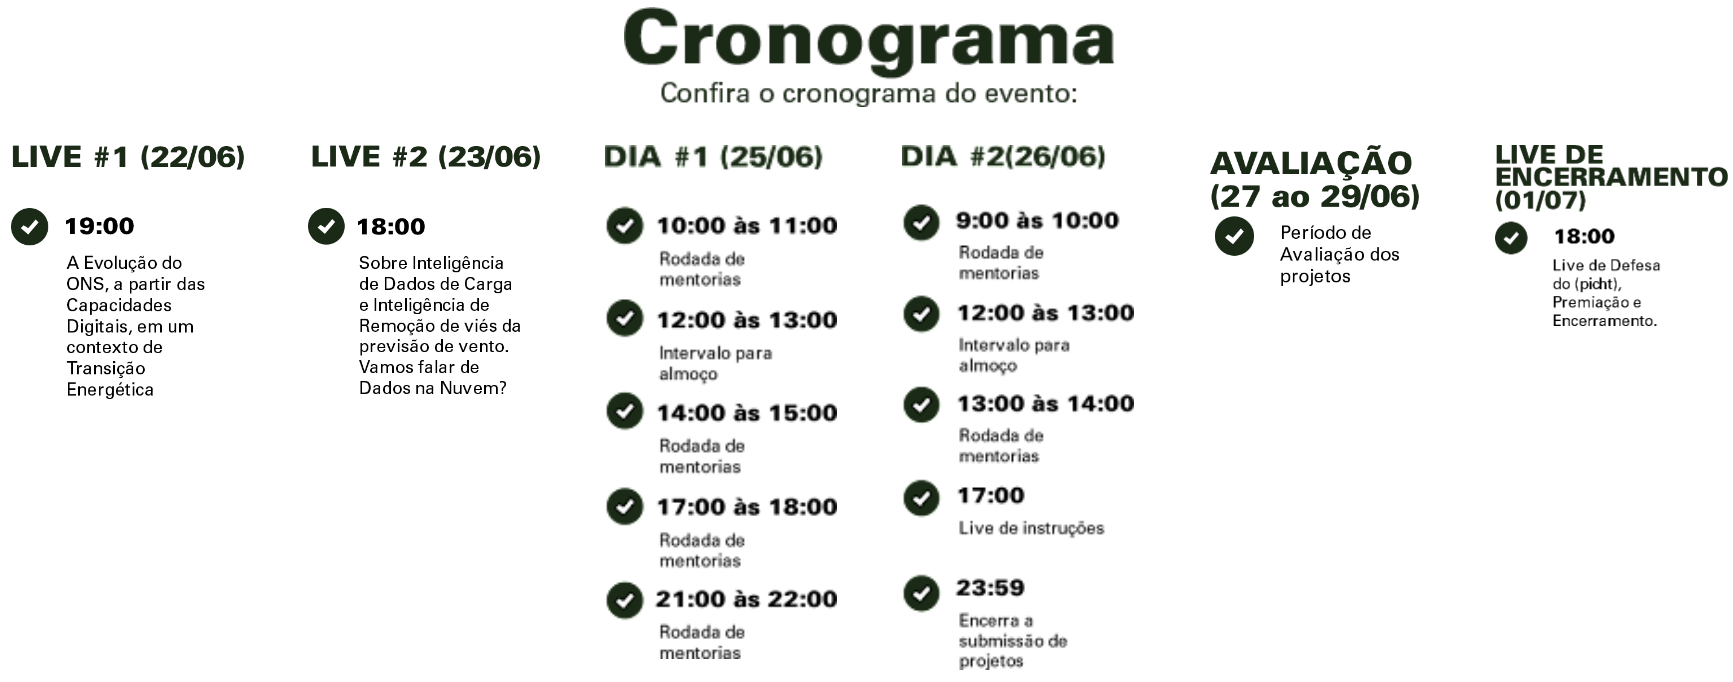 Cronograma
Confira o cronograma do evento:
LIVE #1 (22/06)
19:00
A Evolução do
ONS, a partir das
Capacidades
Digitais, em um
contexto de
Transição
Energética
LIVE #2 (23/06)
18:00
Sobre Inteligência
de Dados de Carga
e Inteligência de
Remoção de viés da
previsão de vento.
Vamos falar de
Dados na Nuvem?
DIA #1 (25/06)
10:00 às 11:00
Rodada de
mentorias
12:00 às 13:00
Intervalo para
almoço
14:00 às 15:00
Rodada de
mentorias
17:00 às 18:00
Rodada de
mentorias
21:00 às 22:00
Rodada de
mentorias
DIA #2(26/06)
9:00 às 10:00
Rodada de
mentorias
12:00 às 13:00
Intervalo para
almoço
13:00 às 14:00
Rodada de
mentorias
17:00
Live de instruções
23:59
Encerra a
submissão de
projetos
AVALIAÇÃO
(27 ao 29/06)
Período de
Avaliação dos
projetos
LIVE DE
ENCERRAMENTO
(01/07)
18:00
Live de Defesa
do (picht),
Premiação e
Encerramento.